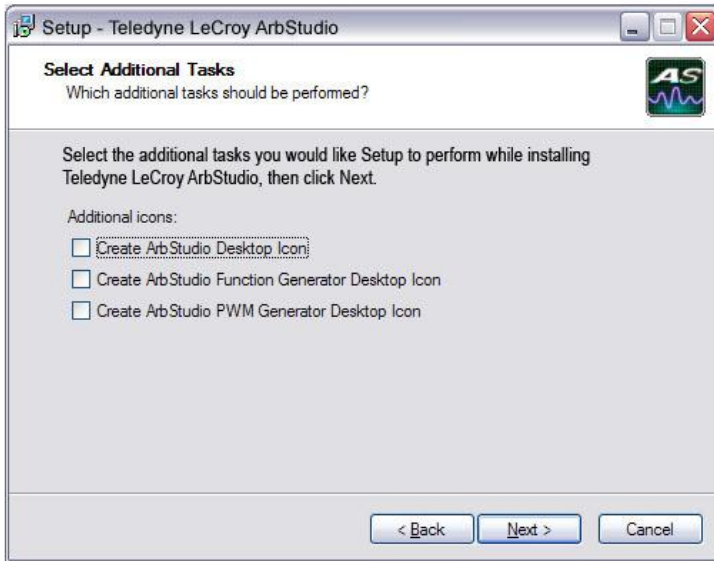 Setup - Teledyne LeCroy ArbStudio
Select Additional Tasks
Which additional tasks should be performed?
AS
Select the additional tasks you would like Setup to perform while installing
Teledyne LeCroy ArbStudio, then click Next.
Additional icons:
Create ArbStudio Desktop Icon
Create ArbStudio Function Generator Desktop Icon
Create ArbStudio PWM Generator Desktop Icon
< Back Next > Cancel